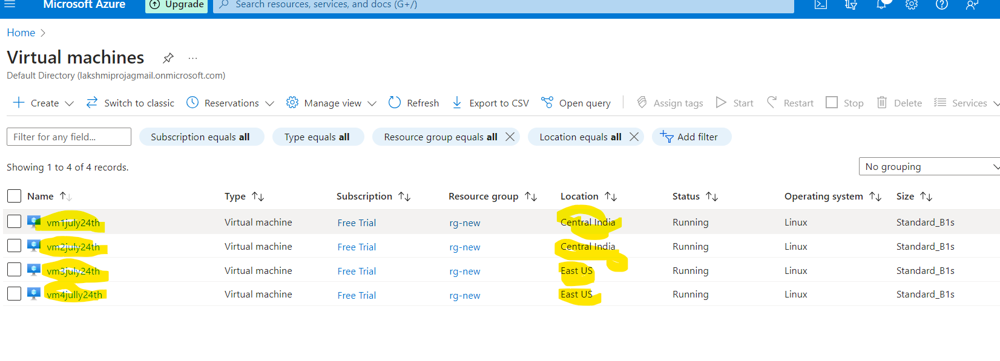 Microsoft Azure Upgrade Search resources, services, and docs (G+/)
Home
Virtual machines ...
Default Directory (lakshmiprojagmail.onmicrosoft.com)
Create Switch to classic Reservations Manage view Refresh Export to CSV Open query Assign tags Start Restart Stop Delete Services
Filter for any field... Subscription equals all Type equals all Resource group equals all Location equals all Add filter
Showing 1 to 4 of 4 records. No grouping
Name Type Subscription Resource group Location Status Operating system Size
vm1july24th Virtual machine Free Trial rg-new Central India Running Linux Standard_B1s
vm2july24th Virtual machine Free Trial rg-new Central India Running Linux Standard_B1s
vm3july24th Virtual machine Free Trial rg-new East US Running Linux Standard_B1s
vm4jully24th Virtual machine Free Trial rg-new East US Running Linux Standard_B1s